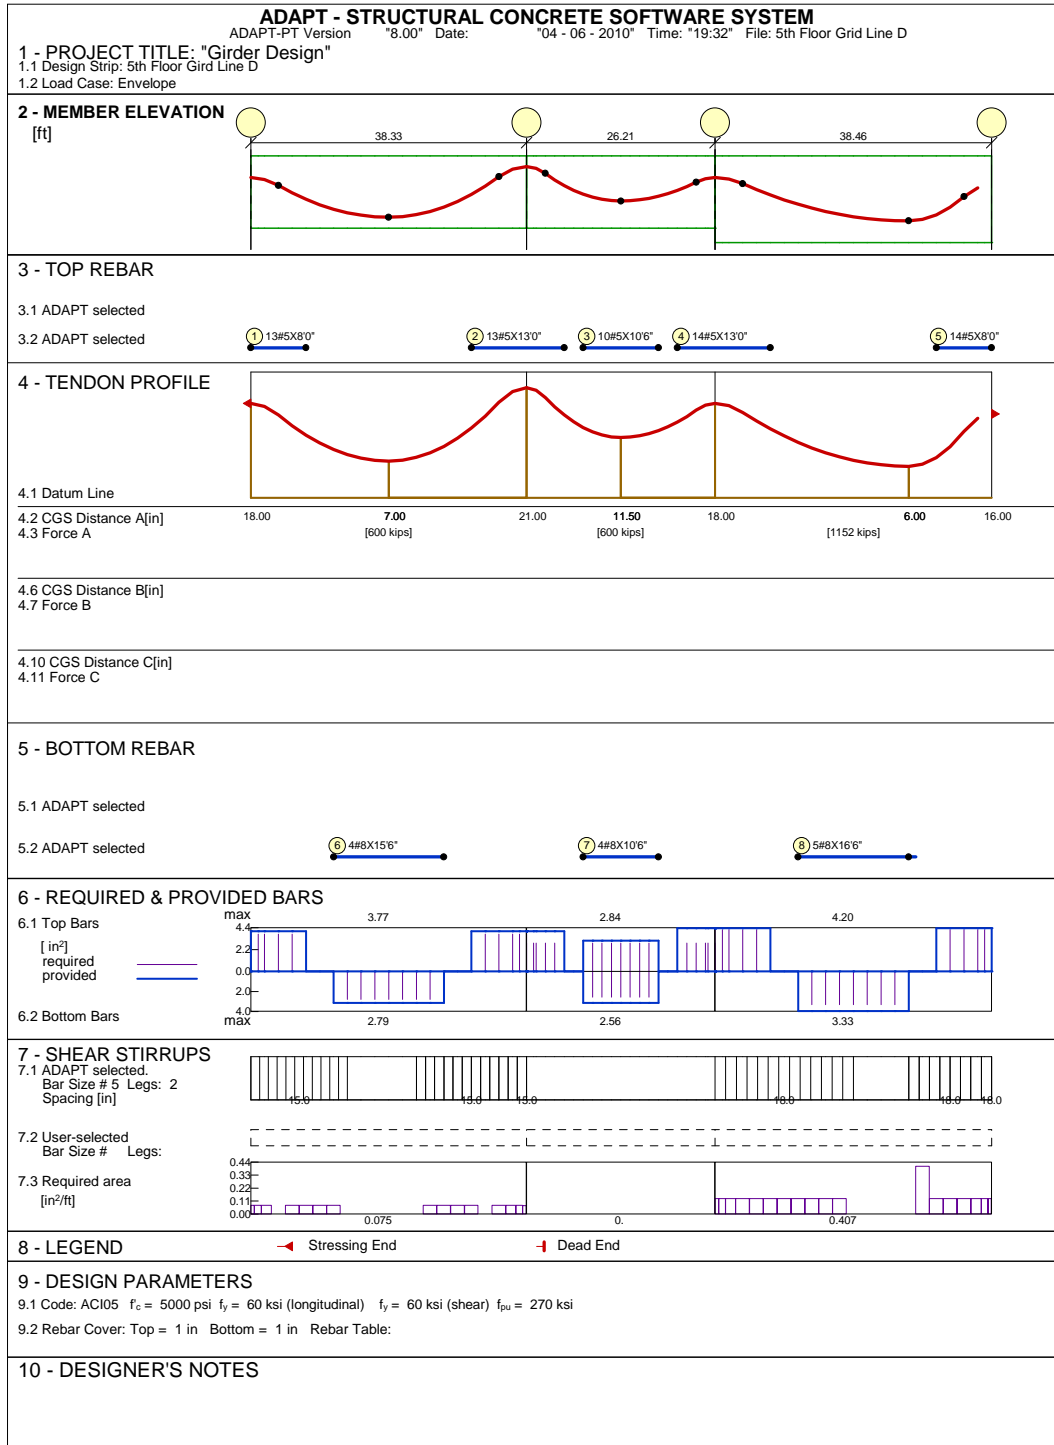 ADAPT - STRUCTURAL CONCRETE SOFTWARE SYSTEM
ADAPT-PT Version "8.00" Date: "04 - 06 - 2010" Time: "19:32" File: 5th Floor Grid Line D
1 - PROJECT TITLE: "Girder Design"
1.1 Design Strip: 5th Floor Gird Line D
1.2 Load Case: Envelope
2 - MEMBER ELEVATION
[ft]
38.33 26.21 38.46
3 - TOP REBAR
3.1 ADAPT selected
3.2 ADAPT selected
1 13#5X8'0" 2 13#5X13'0" 3 10#5X10'6" 4 14#5X13'0" 5 14#5X8'0"
4 - TENDON PROFILE
4.1 Datum Line
4.2 CGS Distance A[in] 18.00 7.00 21.00 11.50 18.00 6.00 16.00
4.3 Force A [600 kips] [600 kips] [1152 kips]
4.6 CGS Distance B[in]
4.7 Force B
4.10 CGS Distance C[in]
4.11 Force C
5 - BOTTOM REBAR
5.1 ADAPT selected
5.2 ADAPT selected
6 4#8X15'6" 7 4#8X10'6" 8 5#8X16'6"
6 - REQUIRED & PROVIDED BARS
6.1 Top Bars max 3.77 2.84 4.20
4.4
[ in²] 2.2
required
provided 0.0
2.0
4.0
6.2 Bottom Bars max 2.79 2.56 3.33
7 - SHEAR STIRRUPS
7.1 ADAPT selected.
Bar Size # 5 Legs: 2
Spacing [in] 15.0 15.0 15.0 18.0 18.0 18.0
7.2 User-selected
Bar Size # Legs:
7.3 Required area
[in²/ft]
0.44
0.33
0.22
0.11
0.00
0.075 0. 0.407
8 - LEGEND Stressing End Dead End
9 - DESIGN PARAMETERS
9.1 Code: ACI05 f'c = 5000 psi fy = 60 ksi (longitudinal) fy = 60 ksi (shear) fpu = 270 ksi
9.2 Rebar Cover: Top = 1 in Bottom = 1 in Rebar Table:
10 - DESIGNER'S NOTES